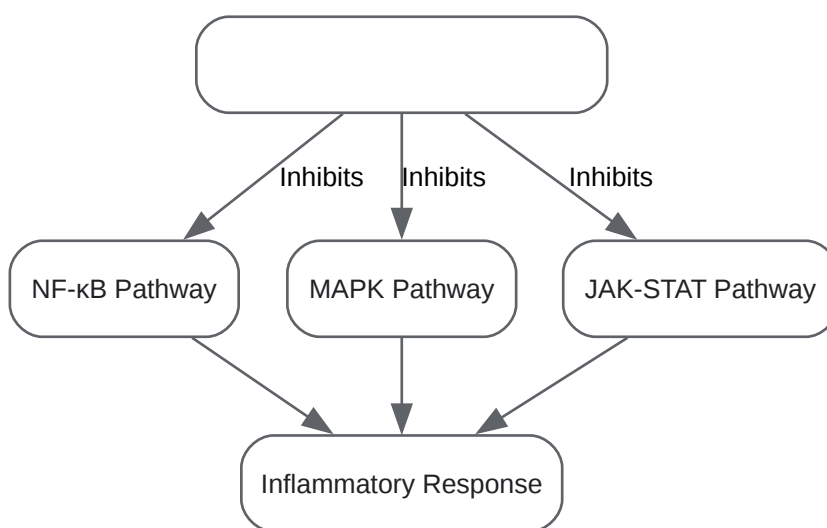 Inhibits
Inhibits
Inhibits
NF-κB Pathway
MAPK Pathway
JAK-STAT Pathway
Inflammatory Response